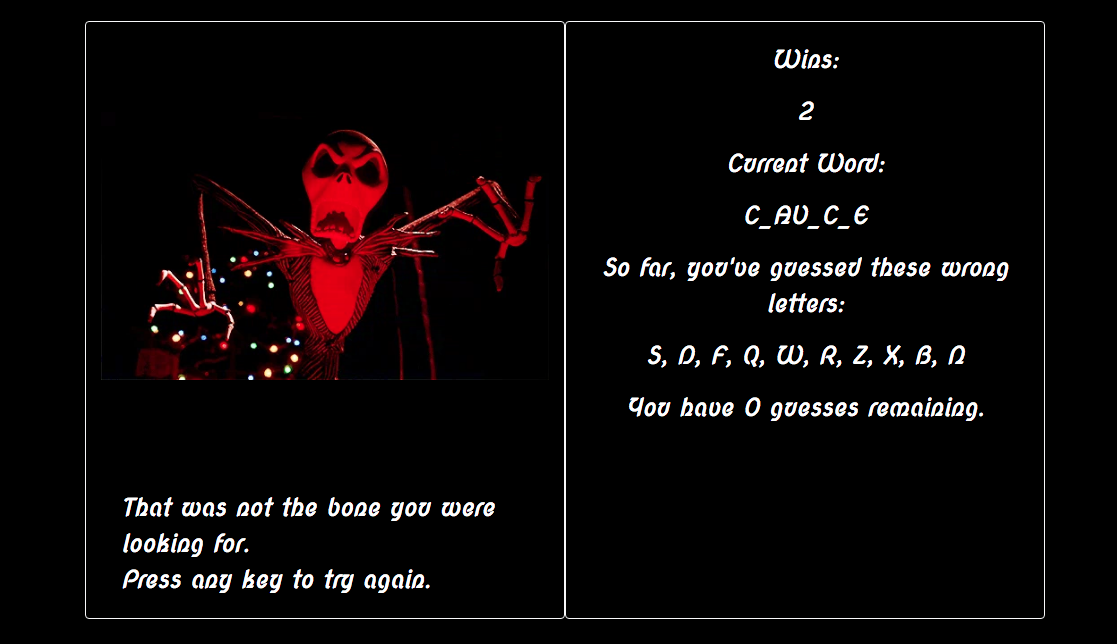 That was not the bone you were
looking for.
Press any key to try again.
Wins:
2
Current Word:
C_AV_C_E
So far, you've guessed these wrong
letters:
S, D, F, Q, W, R, Z, X, B, N
You have 0 guesses remaining.